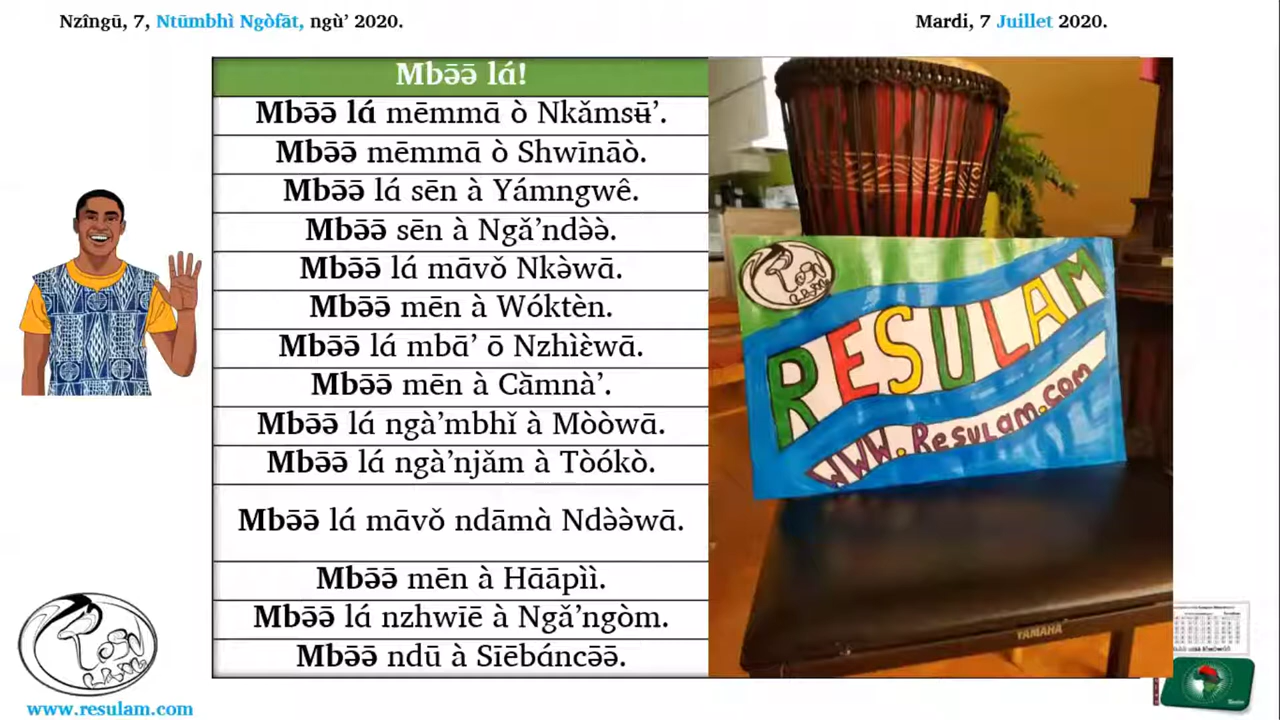 Nzîngū, 7, Ntūmbhì Ngòfāt, ngù’ 2020.
Mardi, 7 Juillet 2020.
Mbə̄ə̄ lá!
Mbə̄ə̄ lá mēmmā ò Nkǎmsʉ̄’.
Mbə̄ə̄ mēmmā ò Shwīnāò.
Mbə̄ə̄ lá sēn à Yámngwê.
Mbə̄ə̄ sēn à Ngǎ’ndə̀ə̀.
Mbə̄ə̄ lá māvǒ Nkə̀wā.
Mbə̄ə̄ mēn à Wóktèn.
Mbə̄ə̄ lá mbā’ ō Nzhìɛ̀wā.
Mbə̄ə̄ mēn à Cǎmnà’.
Mbə̄ə̄ lá ngà’mbhǐ à Mòòwā.
Mbə̄ə̄ lá ngà’njǎm à Tòókò.
Mbə̄ə̄ lá māvǒ ndāmà Ndə̀ə̀wā.
Mbə̄ə̄ mēn à Hāāpìì.
Mbə̄ə̄ lá nzhwīē à Ngǎ’ngòm.
Mbə̄ə̄ ndū à Sīēbáncə̄ə̄.
RESULAM
www.Resulam.com
YAMAHA
Resulam
www.resulam.com